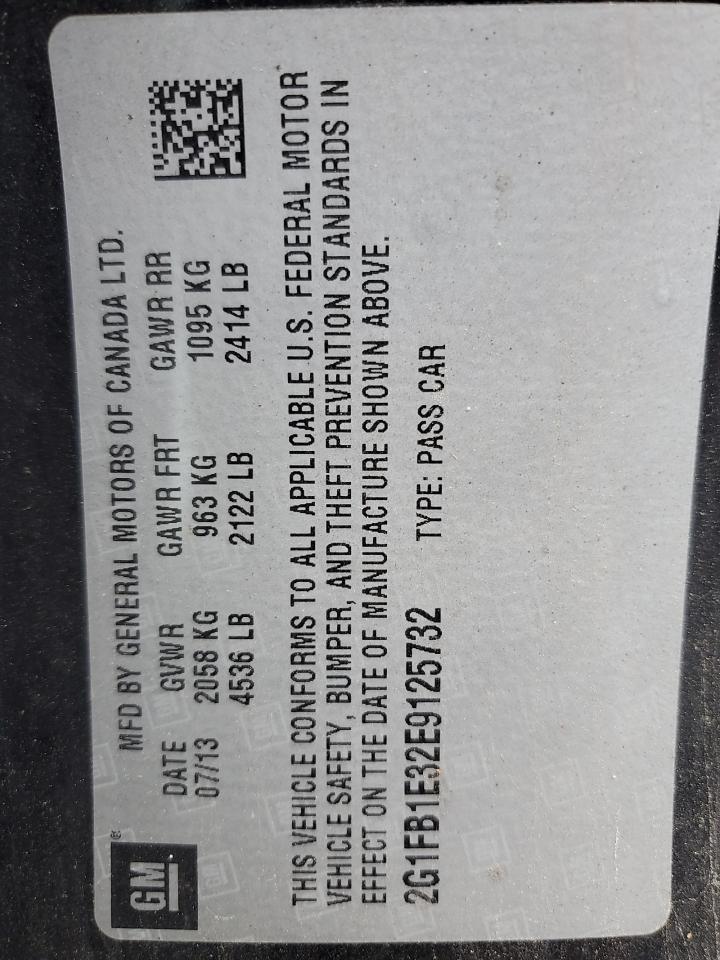 GM®
MFD BY GENERAL MOTORS OF CANADA LTD.
DATE GVWR GAWR FRT GAWR RR
07/13 2058 KG 963 KG 1095 KG
4536 LB 2122 LB 2414 LB
THIS VEHICLE CONFORMS TO ALL APPLICABLE U.S. FEDERAL MOTOR
VEHICLE SAFETY, BUMPER, AND THEFT PREVENTION STANDARDS IN
EFFECT ON THE DATE OF MANUFACTURE SHOWN ABOVE.
2G1FB1E32E9125732 TYPE: PASS CAR